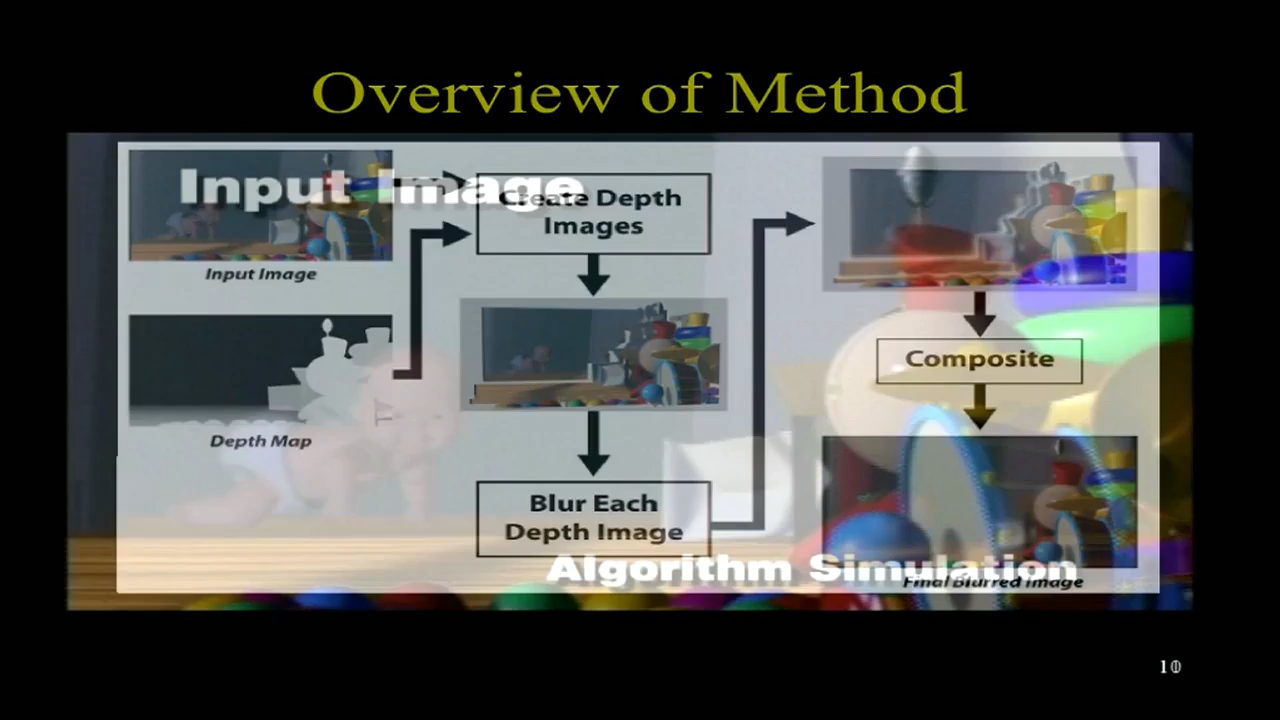 Overview of Method
Input Image
Create Depth
Images
Input Image
Depth Map
Blur Each
Depth Image
Composite
Algorithm Simulation
Final Blurred Image
10